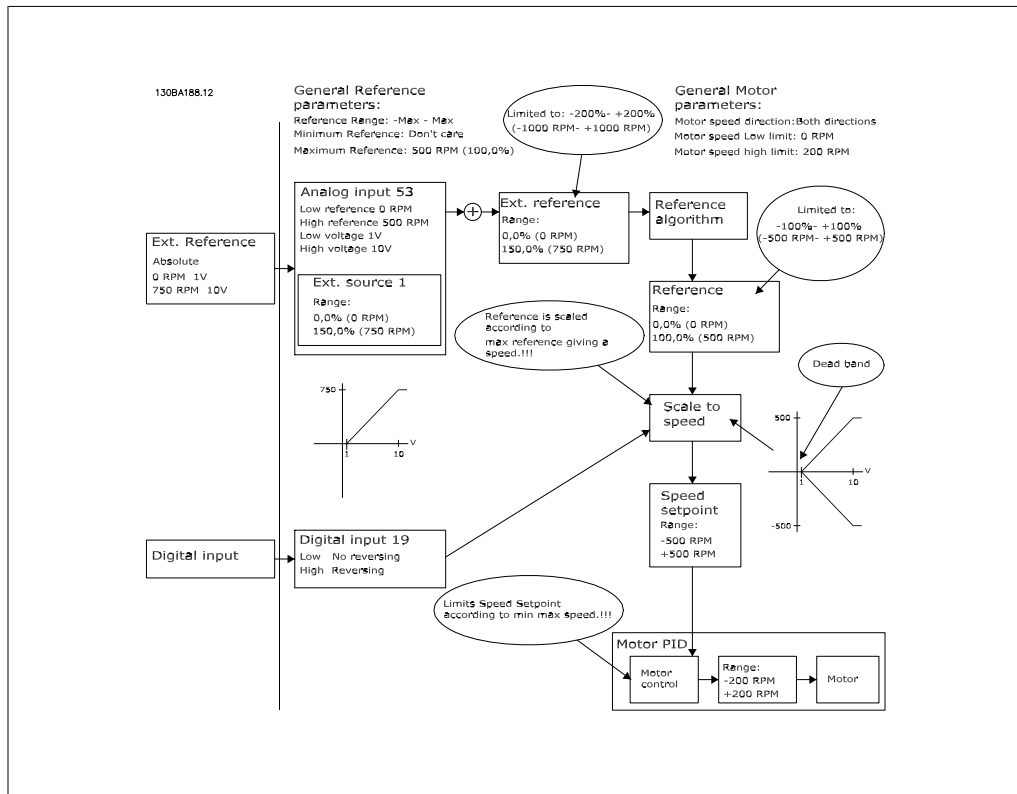 130BA188.12
General Reference
parameters:
Reference Range: -Max - Max
Minimum Reference: Don't care
Maximum Reference: 500 RPM (100,0%)
Limited to: -200%- +200%
(-1000 RPM- +1000 RPM)
General Motor
parameters:
Motor speed direction:Both directions
Motor speed Low limit: 0 RPM
Motor speed high limit: 200 RPM
Ext. Reference
Absolute
0 RPM 1V
750 RPM 10V
Analog input 53
Low reference 0 RPM
High reference 500 RPM
Low voltage 1V
High voltage 10V
Ext. source 1
Range:
0,0% (0 RPM)
150,0% (750 RPM)
+
Ext. reference
Range:
0,0% (0 RPM)
150,0% (750 RPM)
Reference
algorithm
Limited to:
-100%- +100%
(-500 RPM- +500 RPM)
Reference
Range:
0,0% (0 RPM)
100,0% (500 RPM)
Reference is scaled
according to
max reference giving a
speed.!!!
Dead band
750
V
1
10
Scale to
speed
500
V
1
10
-500
Speed
setpoint
Range:
-500 RPM
+500 RPM
Digital input
Digital input 19
Low No reversing
High Reversing
Limits Speed Setpoint
according to min max speed.!!!
Motor PID
Motor
control
Range:
-200 RPM
+200 RPM
Motor